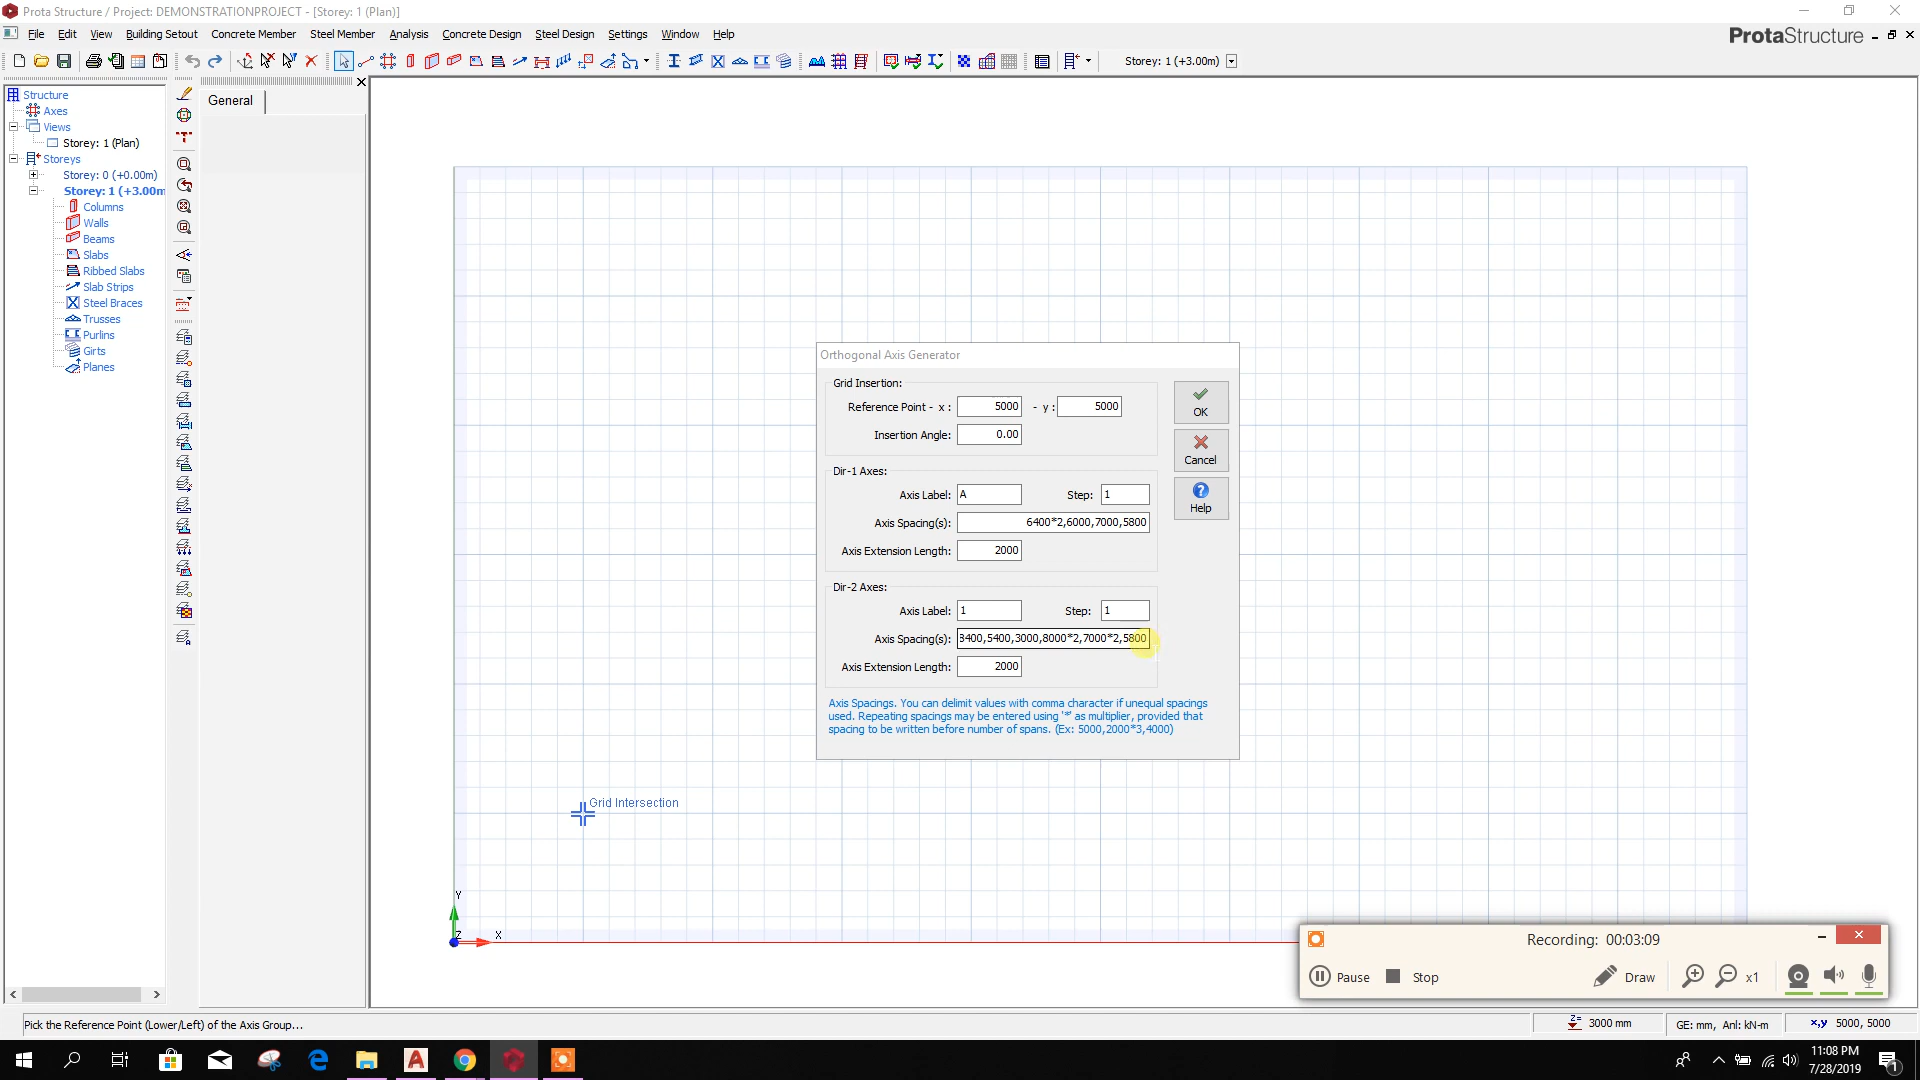 Prota Structure / Project: DEMONSTRATIONPROJECT - [Storey: 1 (Plan)]
File Edit View Building Setout Concrete Member Steel Member Analysis Concrete Design Steel Design Settings Window Help
ProtaStructure
Storey: 1 (+3.00m)
General
Structure
Axes
Views
Storey: 1 (Plan)
Storeys
Storey: 0 (+0.00m)
Storey: 1 (+3.00m
Columns
Walls
Beams
Slabs
Ribbed Slabs
Slab Strips
Steel Braces
Trusses
Purlins
Girts
Planes
Orthogonal Axis Generator
Grid Insertion:
Reference Point - x : 5000 - y : 5000
Insertion Angle: 0.00
OK
Cancel
Help
Dir-1 Axes:
Axis Label: A Step: 1
Axis Spacing(s): 6400*2,6000,7000,5800
Axis Extension Length: 2000
Dir-2 Axes:
Axis Label: 1 Step: 1
Axis Spacing(s): 8400,5400,3000,8000*2,7000*2,5800
Axis Extension Length: 2000
Axis Spacings. You can delimit values with comma character if unequal spacings
used. Repeating spacings may be entered using '*' as multiplier, provided that
spacing to be written before number of spans. (Ex: 5000,2000*3,4000)
Grid Intersection
Y
Z X
Recording: 00:03:09
Pause Stop Draw x1
Pick the Reference Point (Lower/Left) of the Axis Group...
Z= 3000 mm GE: mm, Anl: kN-m x,y 5000, 5000
11:08 PM
7/28/2019
1